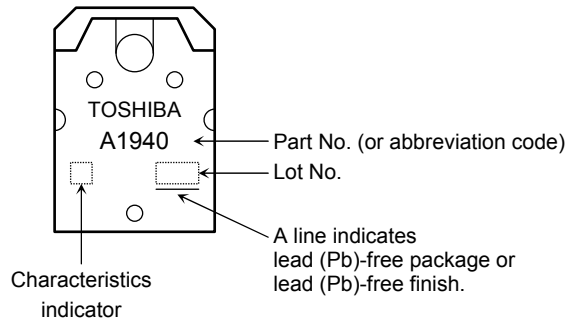 TOSHIBA
A1940
Part No. (or abbreviation code)
Lot No.
A line indicates
lead (Pb)-free package or
lead (Pb)-free finish.
Characteristics
indicator